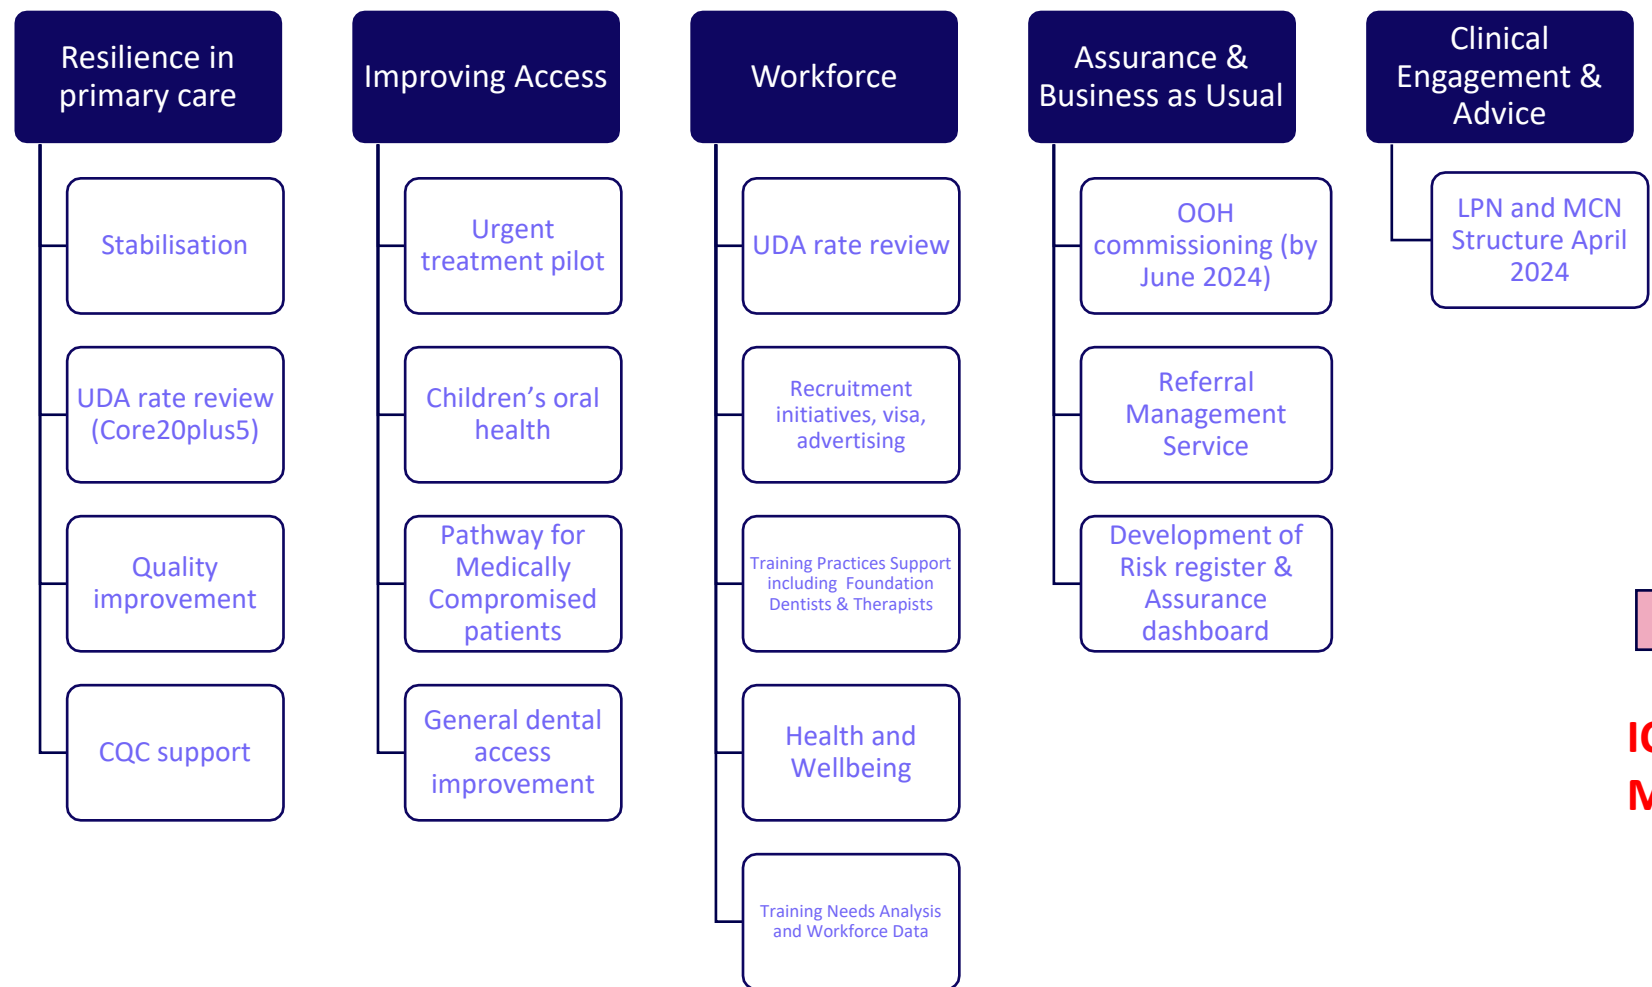 Resilience in
primary care
Stabilisation
UDA rate review
(Core20plus5)
Quality
improvement
CQC support
Improving Access
Urgent
treatment pilot
Children’s oral
health
Pathway for
Medically
Compromised
patients
General dental
access
improvement
Workforce
UDA rate review
Recruitment
initiatives, visa,
advertising
Training Practices Support
including Foundation
Dentists & Therapists
Health and
Wellbeing
Training Needs Analysis
and Workforce Data
Assurance &
Business as Usual
OOH
commissioning (by
June 2024)
Referral
Management
Service
Development of
Risk register &
Assurance
dashboard
Clinical
Engagement &
Advice
LPN and MCN
Structure April
2024